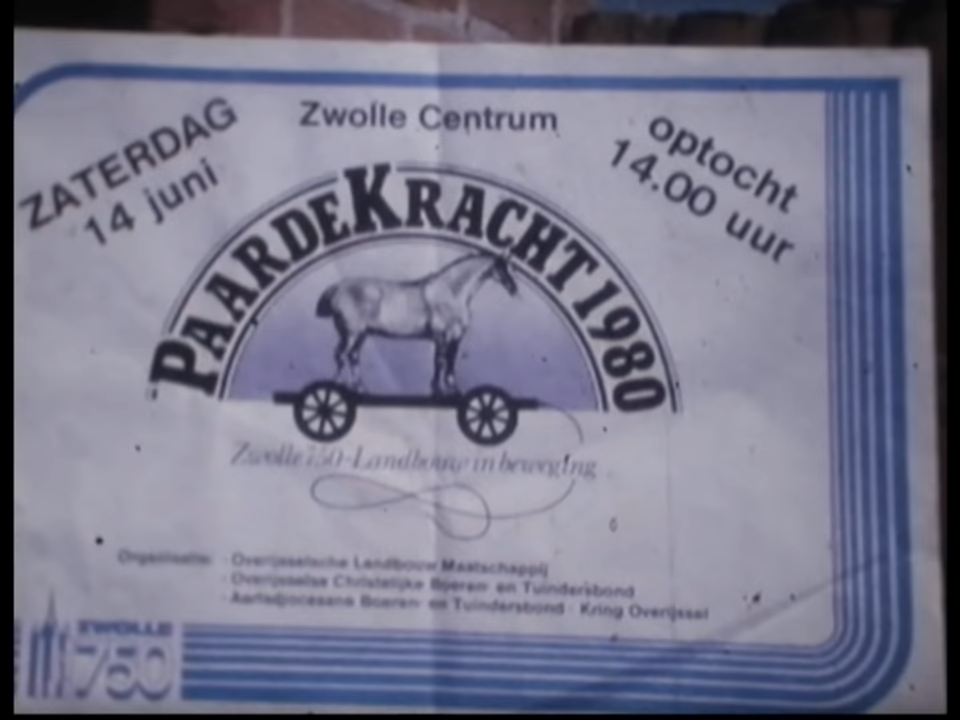 ZATERDAG
14 juni
Zwolle Centrum
optocht
14.00 uur
PAARDEKRACHT 1980
Zwolle 750-Landbouw in beweging
Organisatie: - Overijsselsche Landbouw Maatschappij
- Overijsselse Christelijke Boeren- en Tuindersbond
- Aartsdiocesane Boeren- en Tuindersbond - Kring Overijssel
ZWOLLE
750